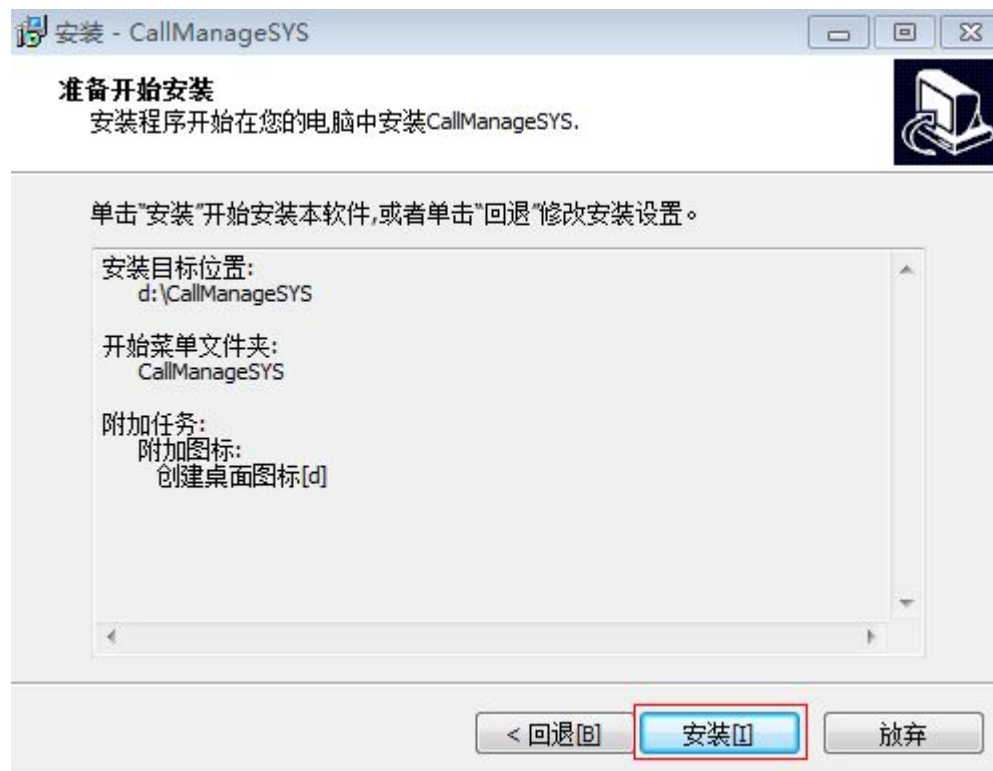 安装 - CallManageSYS
准备开始安装
安装程序开始在您的电脑中安装CallManageSYS.
单击"安装"开始安装本软件,或者单击"回退"修改安装设置。
安装目标位置:
d:\CallManageSYS
开始菜单文件夹:
CallManageSYS
附加任务:
附加图标:
创建桌面图标[d]
< 回退[B]
安装[I]
放弃